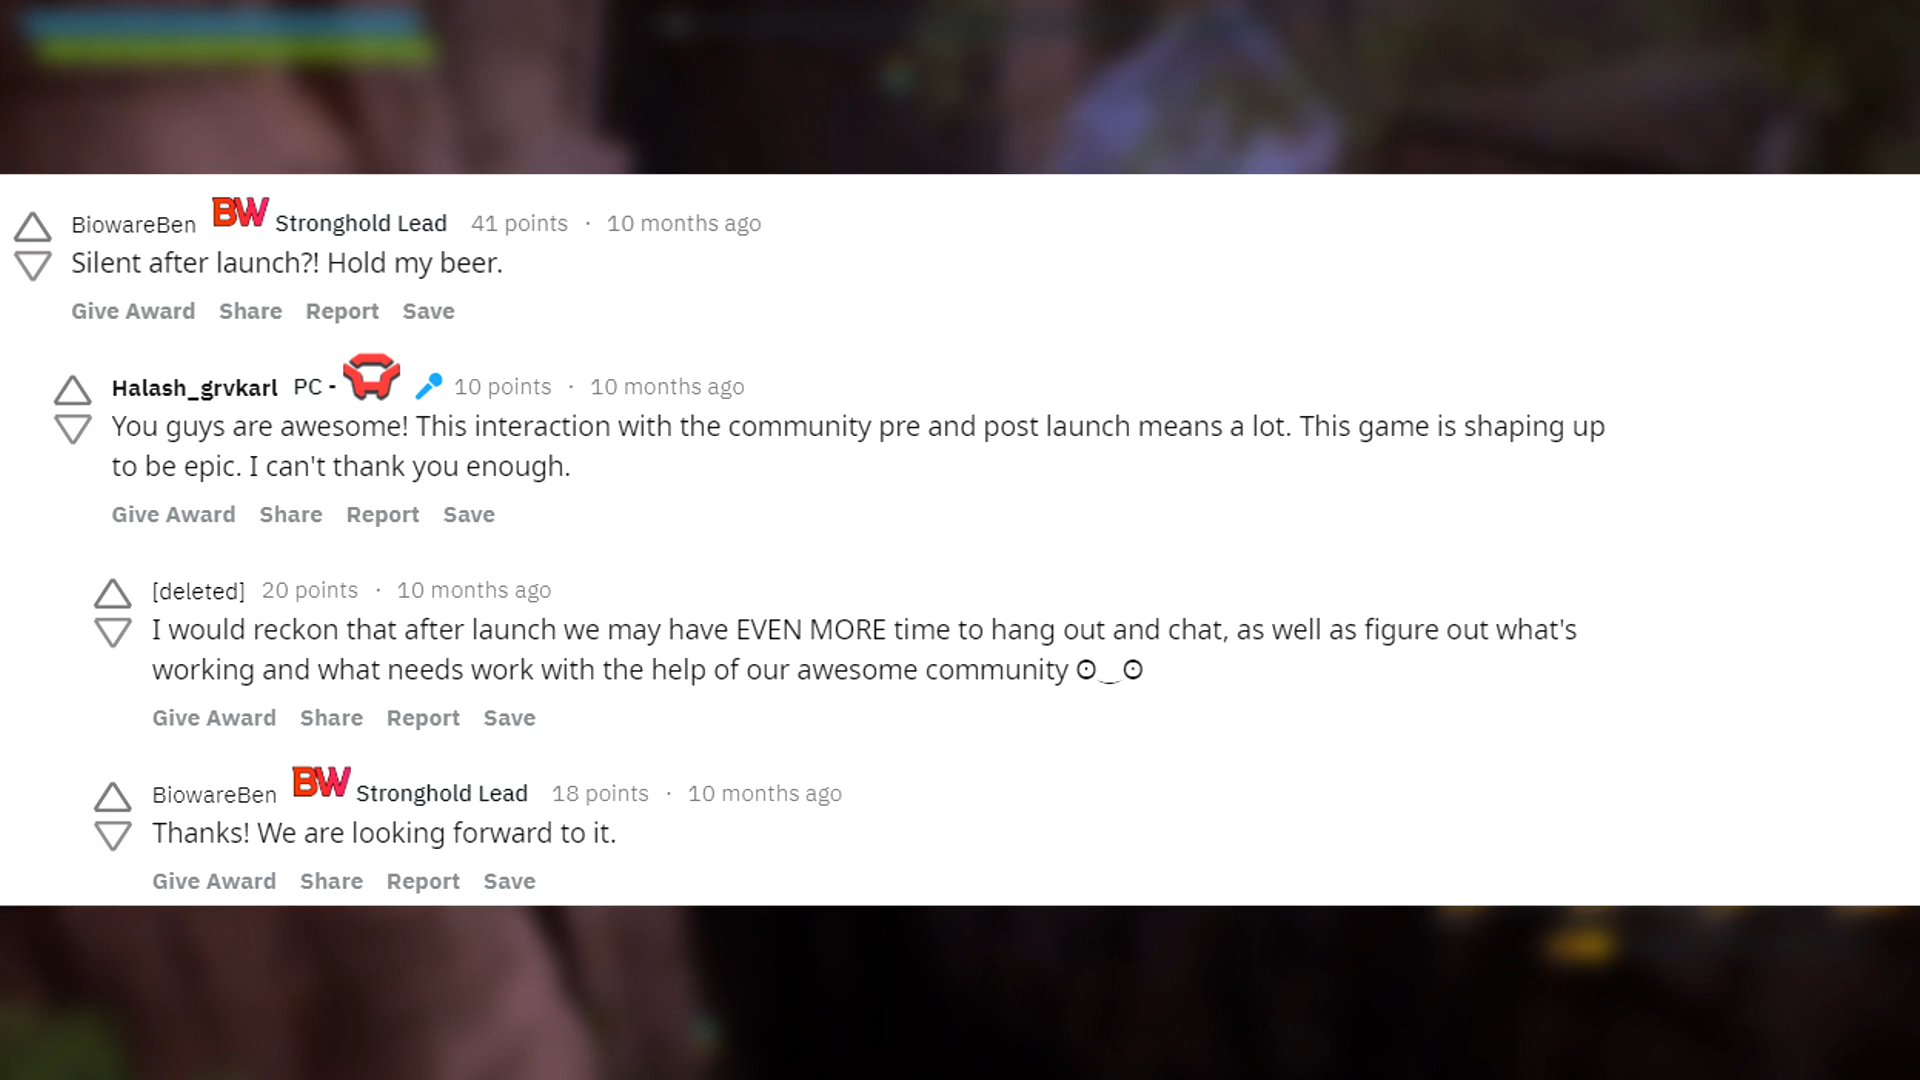 BiowareBen BW Stronghold Lead 41 points · 10 months ago
Silent after launch?! Hold my beer.
Give Award Share Report Save
Halash_grvkarl PC - 10 points · 10 months ago
You guys are awesome! This interaction with the community pre and post launch means a lot. This game is shaping up
to be epic. I can't thank you enough.
Give Award Share Report Save
[deleted] 20 points · 10 months ago
I would reckon that after launch we may have EVEN MORE time to hang out and chat, as well as figure out what's
working and what needs work with the help of our awesome community ʘ‿ʘ
Give Award Share Report Save
BiowareBen BW Stronghold Lead 18 points · 10 months ago
Thanks! We are looking forward to it.
Give Award Share Report Save